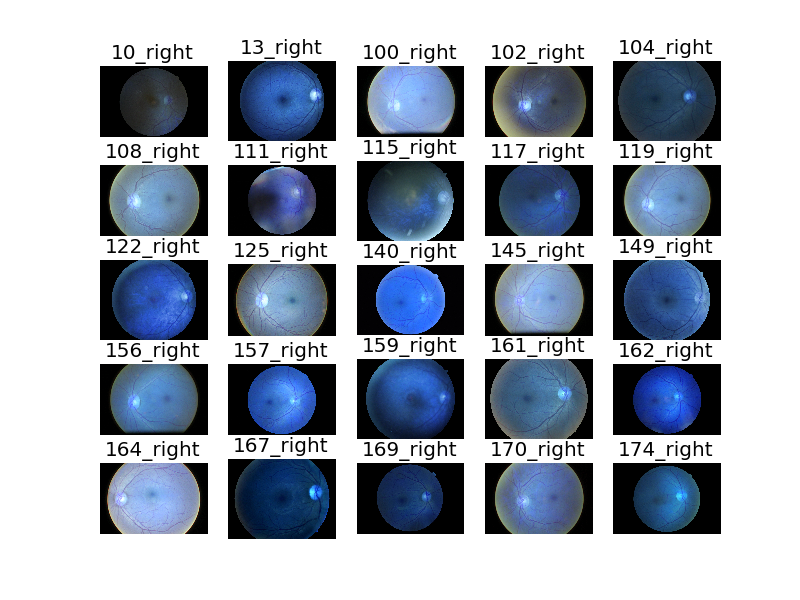 10_right 13_right 100_right 102_right 104_right
108_right 111_right 115_right 117_right 119_right
122_right 125_right 140_right 145_right 149_right
156_right 157_right 159_right 161_right 162_right
164_right 167_right 169_right 170_right 174_right